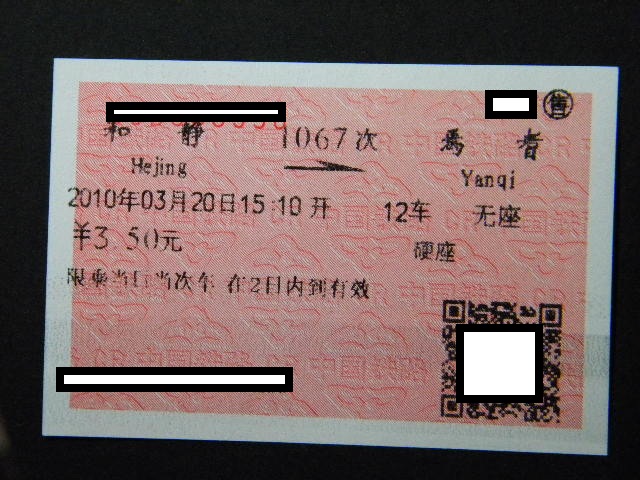 售
和静 1067次 焉耆
Hejing Yanqi
2010年03月20日15:10开 12车 无座
￥3.50元 硬座
限乘当日当次车 在2日内到有效